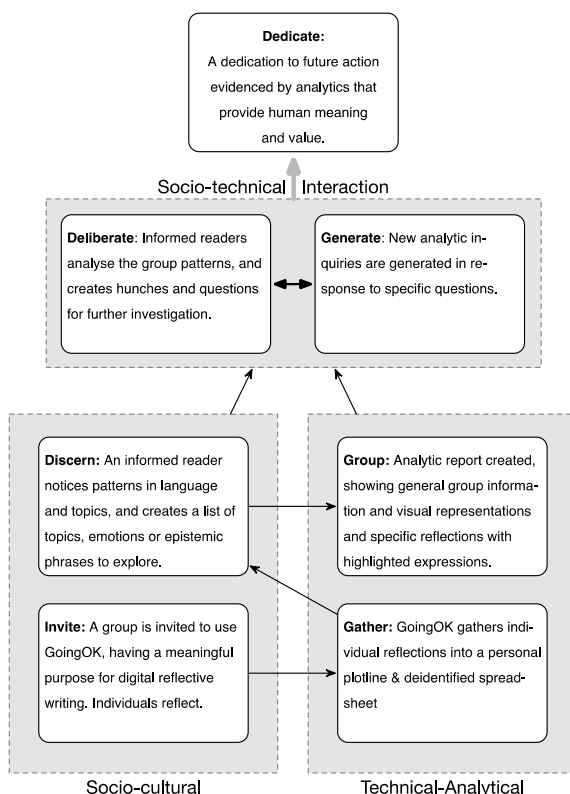 Dedicate:
A dedication to future action
evidenced by analytics that
provide human meaning
and value.
Socio-technical Interaction
Deliberate: Informed readers
analyse the group patterns, and
creates hunches and questions
for further investigation.
Generate: New analytic in-
quiries are generated in re-
sponse to specific questions.
Discern: An informed reader
notices patterns in language
and topics, and creates a list of
topics, emotions or epistemic
phrases to explore.
Group: Analytic report created,
showing general group informa-
tion and visual representations
and specific reflections with
highlighted expressions.
Invite: A group is invited to use
GoingOK, having a meaningful
purpose for digital reflective
writing. Individuals reflect.
Gather: GoingOK gathers indi-
vidual reflections into a personal
plotline & deidentified spread-
sheet
Socio-cultural
Technical-Analytical